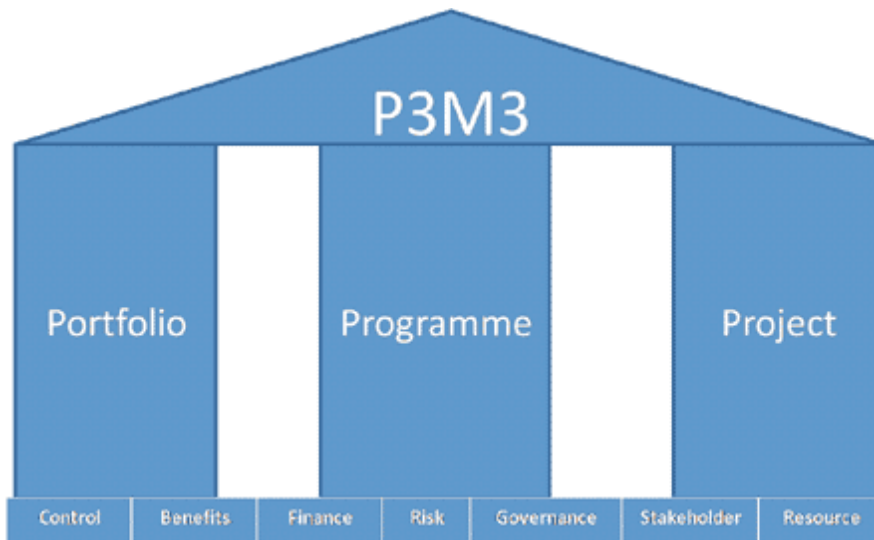 P3M3
Portfolio Programme Project
Control Benefits Finance Risk Governance Stakeholder Resource